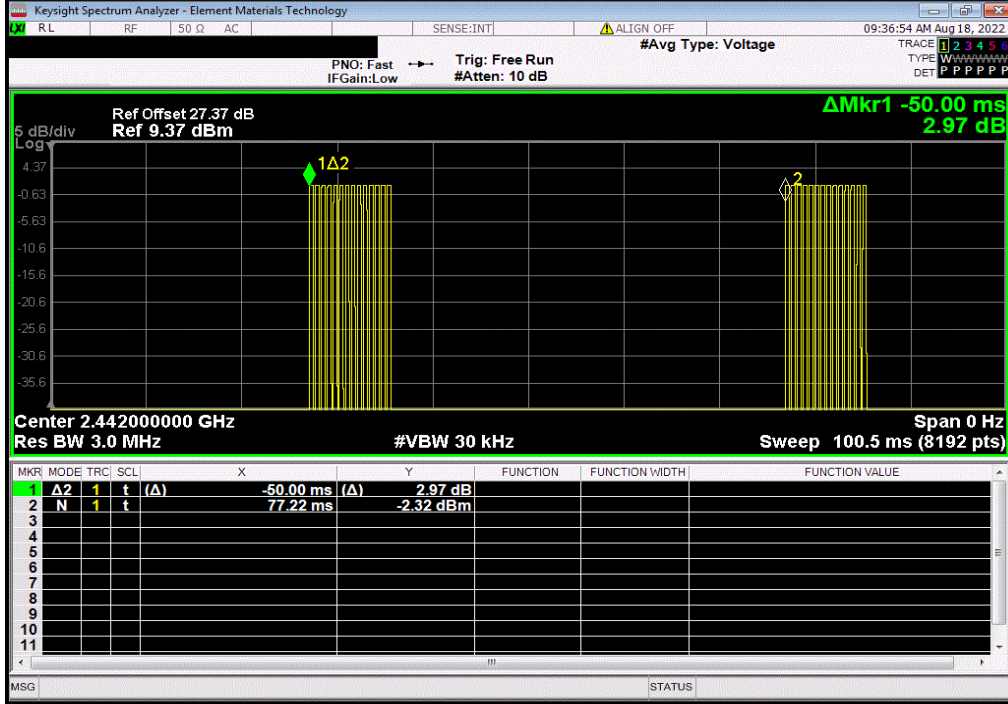 Keysight Spectrum Analyzer - Element Materials Technology
LXI RL RF 50 Ω AC SENSE:INT ALIGN OFF 09:36:54 AM Aug 18, 2022
#Avg Type: Voltage TRACE 1 2 3 4 5 6
PNO: Fast Trig: Free Run TYPE WWWWWW
IFGain:Low #Atten: 10 dB DET P P P P P P
ΔMkr1 -50.00 ms
2.97 dB
Ref Offset 27.37 dB
5 dB/div Ref 9.37 dBm
Log
1Δ2
4.37
2
-0.63
-5.63
-10.6
-15.6
-20.6
-25.6
-30.6
-35.6
Center 2.442000000 GHz Span 0 Hz
Res BW 3.0 MHz #VBW 30 kHz Sweep 100.5 ms (8192 pts)
MKR MODE TRC SCL X Y FUNCTION FUNCTION WIDTH FUNCTION VALUE
1 Δ2 1 t (Δ) -50.00 ms (Δ) 2.97 dB
2 N 1 t 77.22 ms -2.32 dBm
3
4
5
6
7
8
9
10
11
MSG STATUS